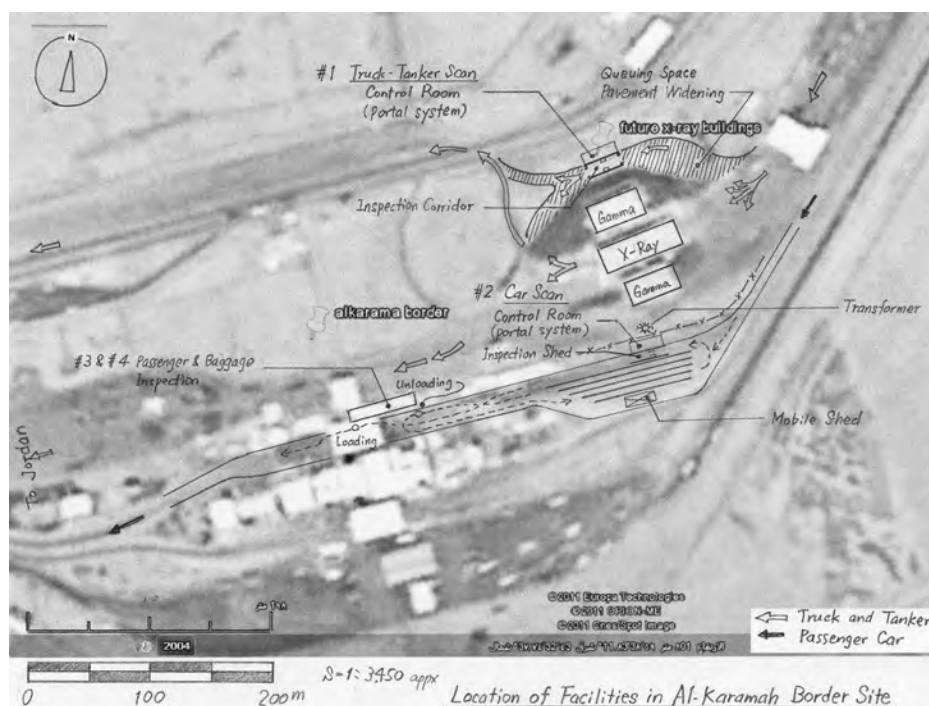 N
#1 Truck-Tanker Scan
Control Room
(portal system)
Queuing Space
Pavement Widening
future x-ray buildings
Inspection Corridor
Gamma
X-Ray
Gamma
#2 Car Scan
Control Room
(portal system)
Inspection Shed
Transformer
alkarama border
#3 & #4 Passenger & Baggage
Inspection
Unloading
Loading
Mobile Shed
To Jordan
©2011 Europa Technologies
©2011 ORION-ME
©2011 Cnes/Spot Image
2004
Truck and Tanker
Passenger Car
0 100 200m
S=1:3450 appx
Location of Facilities in Al-Karamah Border Site